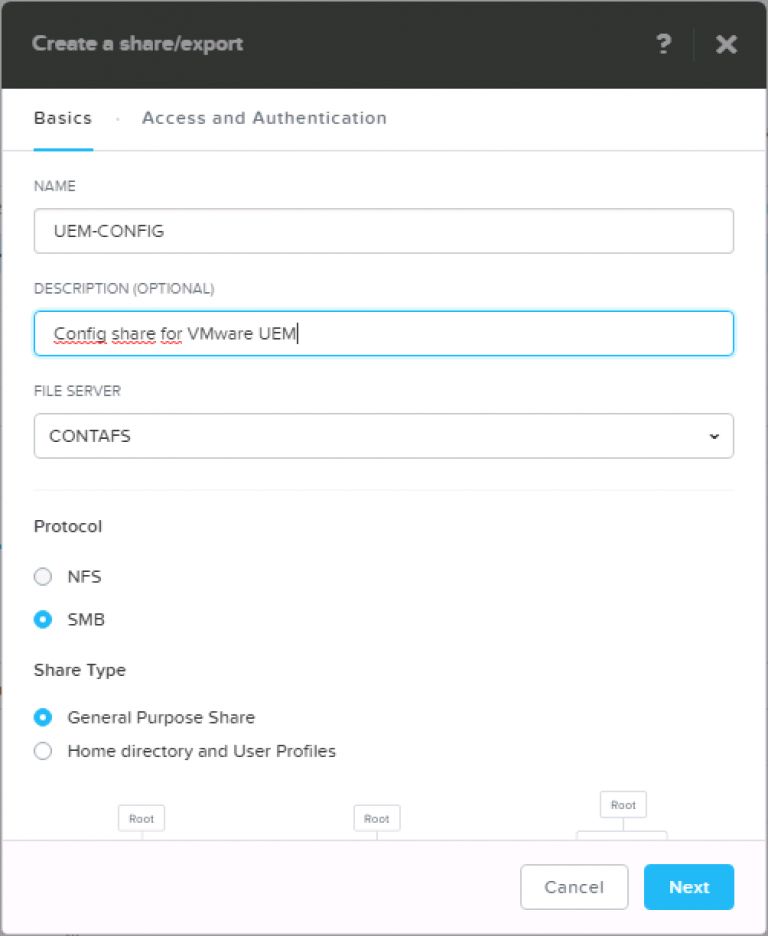 Create a share/export ?
Basics · Access and Authentication
NAME
UEM-CONFIG
DESCRIPTION (OPTIONAL)
Config share for VMware UEM
FILE SERVER
CONTAFS
Protocol
NFS
SMB
Share Type
General Purpose Share
Home directory and User Profiles
Root Root Root
Cancel Next